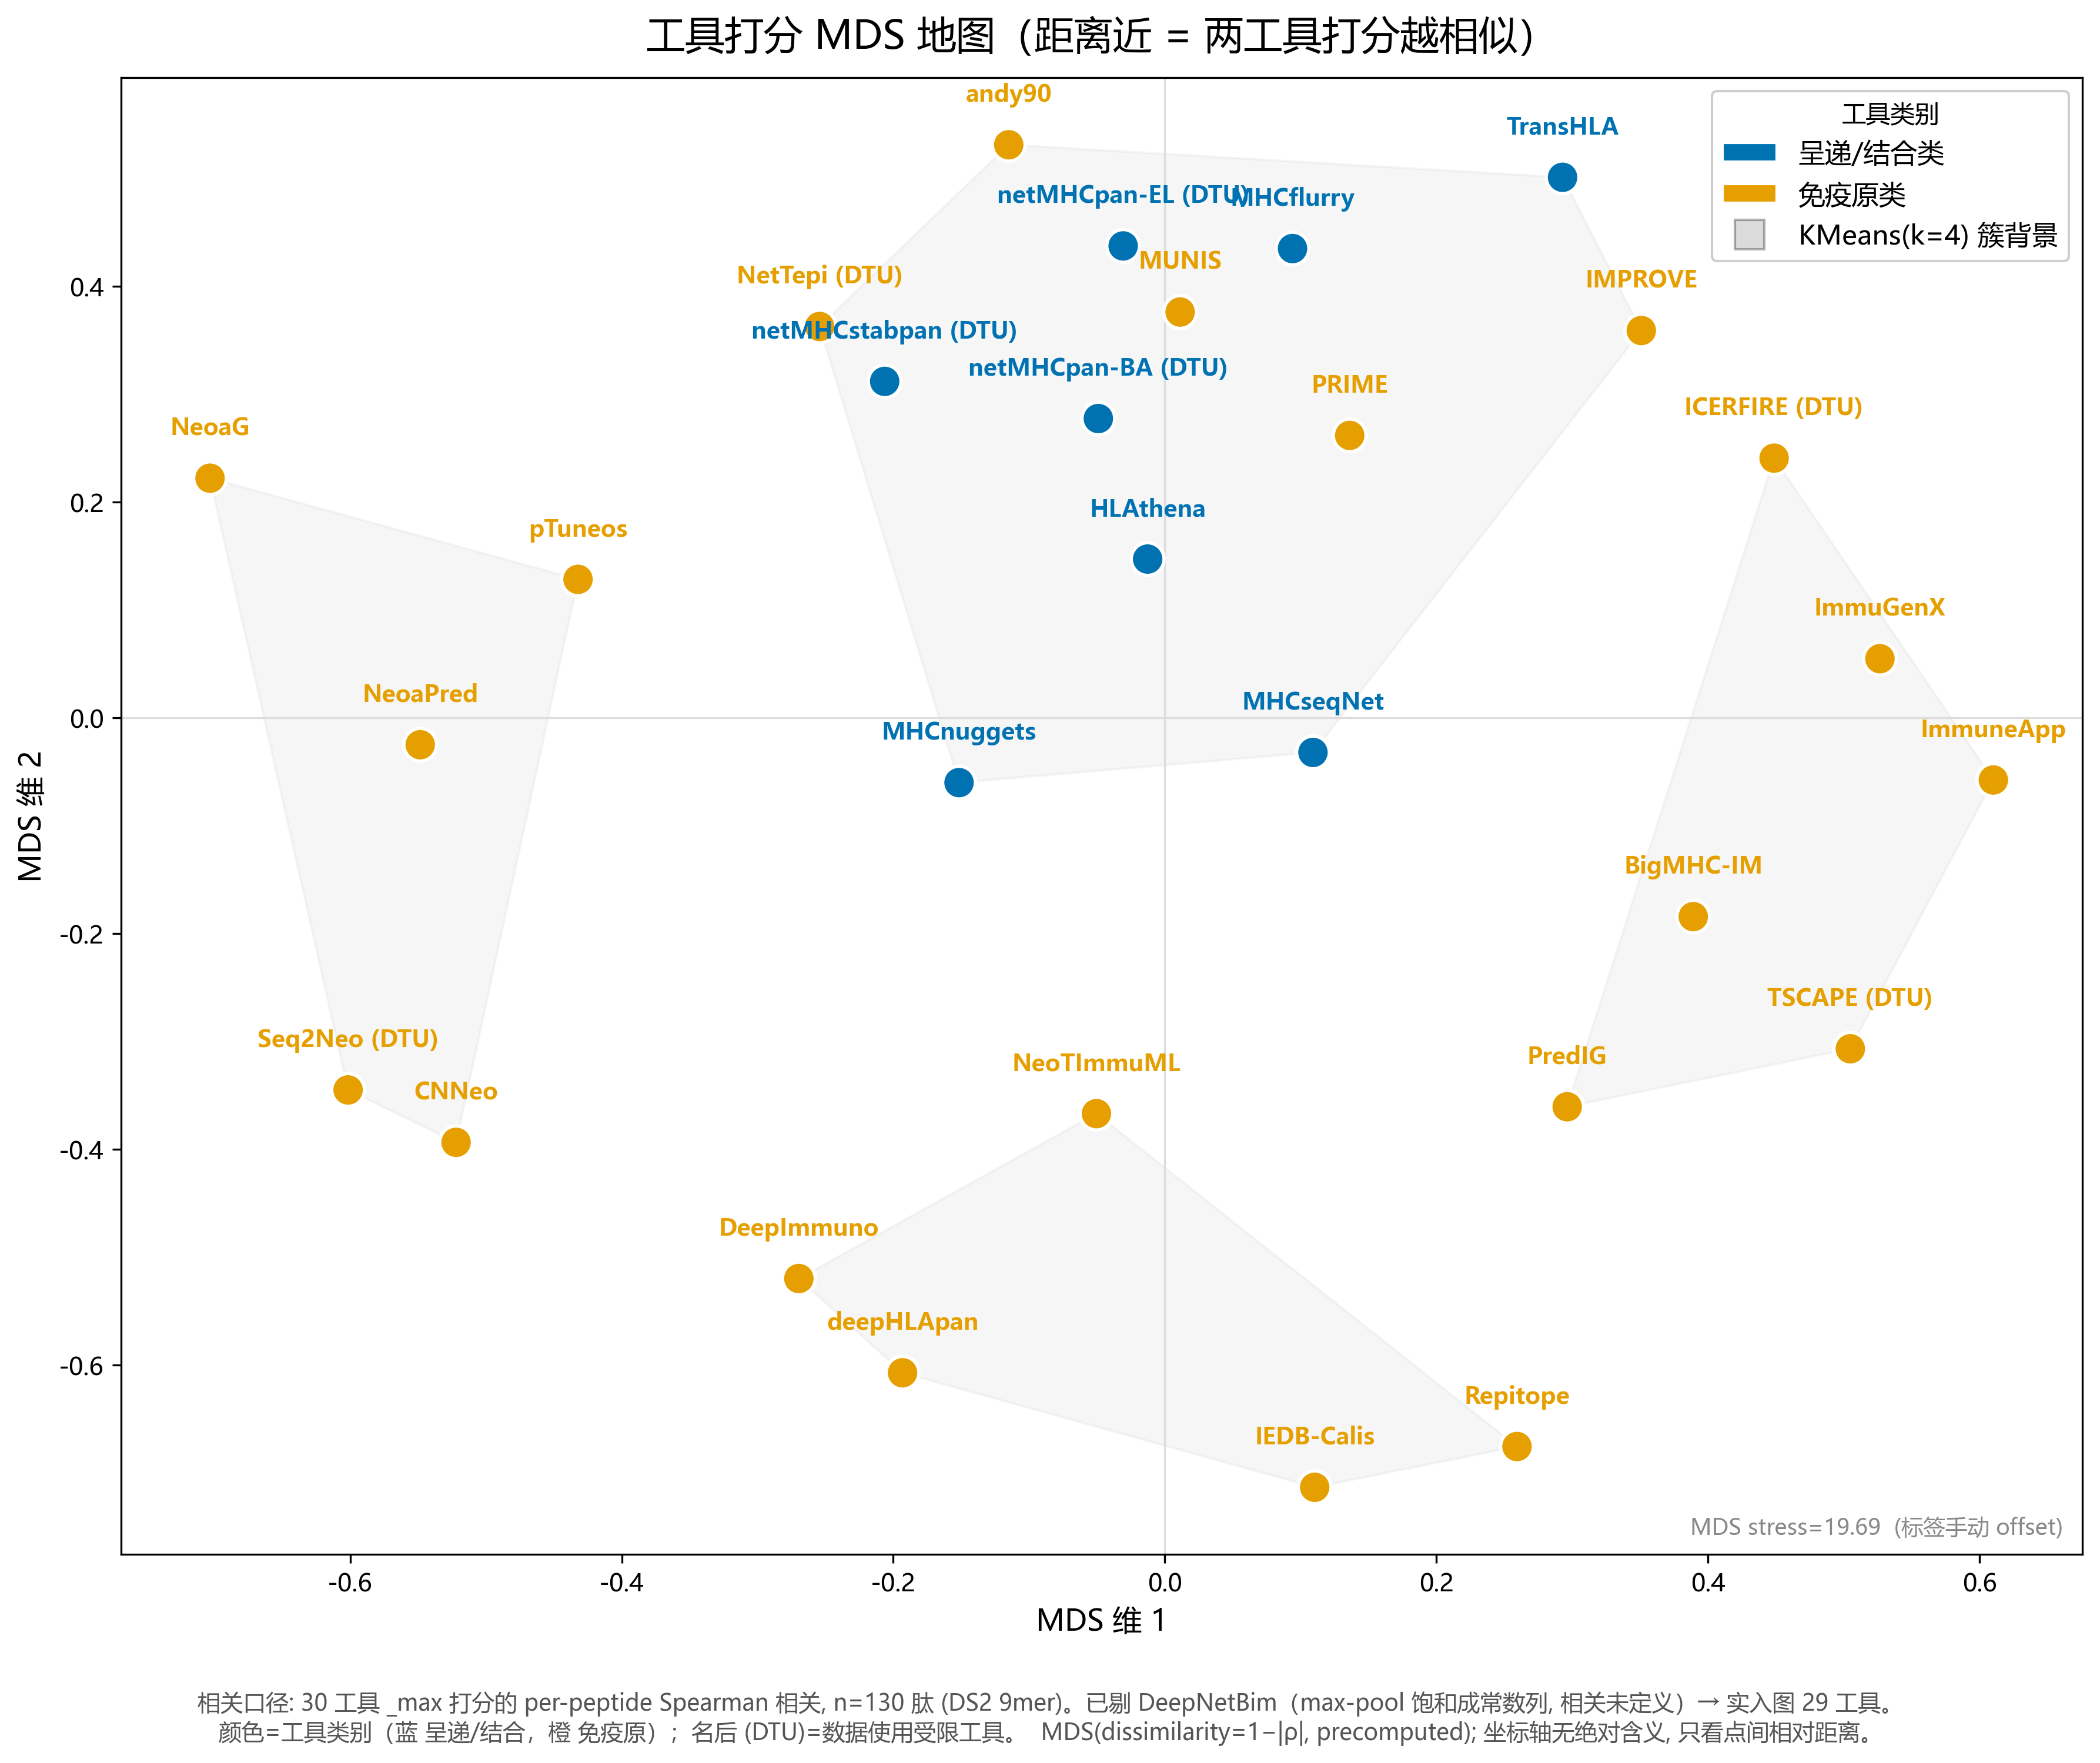 工具打分 MDS 地图（距离近 = 两工具打分越相似）
andy90
TransHLA
工具类别
呈递/结合类
免疫原类
KMeans(k=4) 簇背景
netMHCpan-EL (DTU)
MHCflurry
MUNIS
NetTepi (DTU)
IMPROVE
netMHCstabpan (DTU)
netMHCpan-BA (DTU)
PRIME
ICERFIRE (DTU)
NeoaG
HLAthena
pTuneos
ImmuGenX
NeoaPred
MHCseqNet
MHCnuggets
ImmuneApp
BigMHC-IM
TSCAPE (DTU)
Seq2Neo (DTU)
PredIG
NeoTImmuML
CNNeo
DeepImmuno
deepHLApan
Repitope
IEDB-Calis
MDS stress=19.69  (标签手动 offset)
0.4
0.2
0.0
-0.2
-0.4
-0.6
MDS 维 2
-0.6
-0.4
-0.2
0.0
0.2
0.4
0.6
MDS 维 1
相关口径: 30 工具 _max 打分的 per-peptide Spearman 相关, n=130 肽 (DS2 9mer)。已剔 DeepNetBim（max-pool 饱和成常数列, 相关未定义）→ 实入图 29 工具。
颜色=工具类别（蓝 呈递/结合，橙 免疫原）；名后 (DTU)=数据使用受限工具。  MDS(dissimilarity=1−|ρ|, precomputed); 坐标轴无绝对含义, 只看点间相对距离。